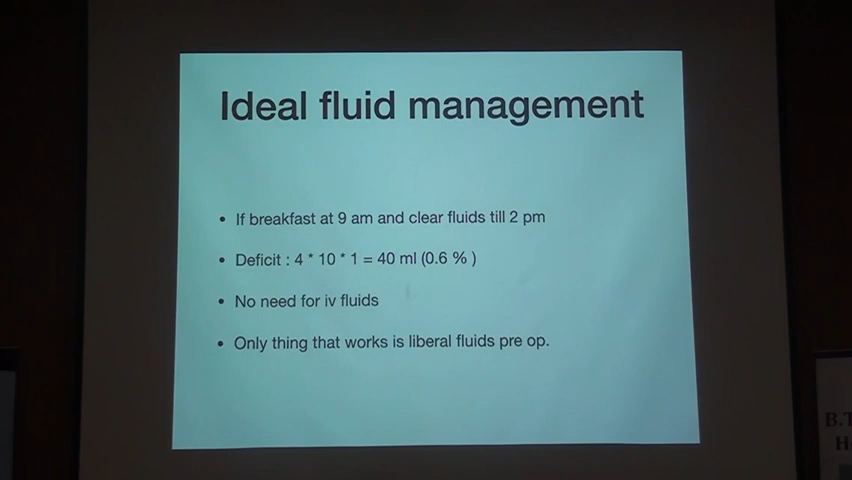 Ideal fluid management
• If breakfast at 9 am and clear fluids till 2 pm
• Deficit : 4 * 10 * 1 = 40 ml (0.6 % )
• No need for iv fluids
• Only thing that works is liberal fluids pre op.